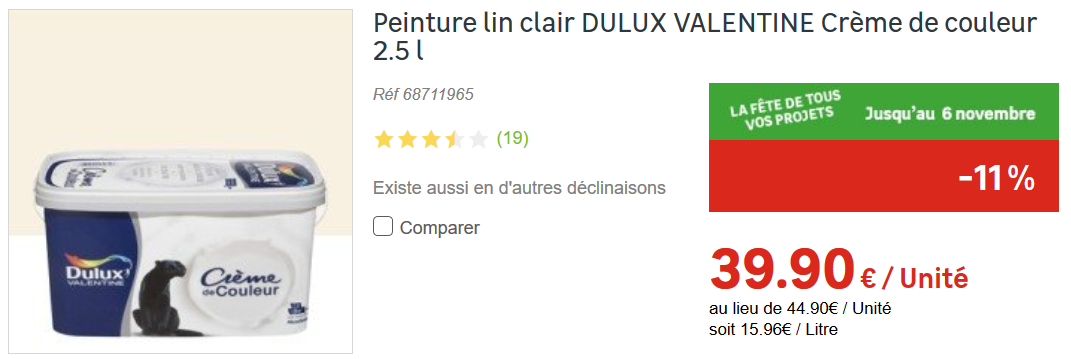 Peinture lin clair DULUX VALENTINE Crème de couleur
2.5 l
Réf 68711965
(19)
Existe aussi en d'autres déclinaisons
Comparer
LA FÊTE DE TOUS
VOS PROJETS
Jusqu'au 6 novembre
-11 %
39.90 € / Unité
au lieu de 44.90€ / Unité
soit 15.96€ / Litre
Dulux
VALENTINE
Crème
de Couleur